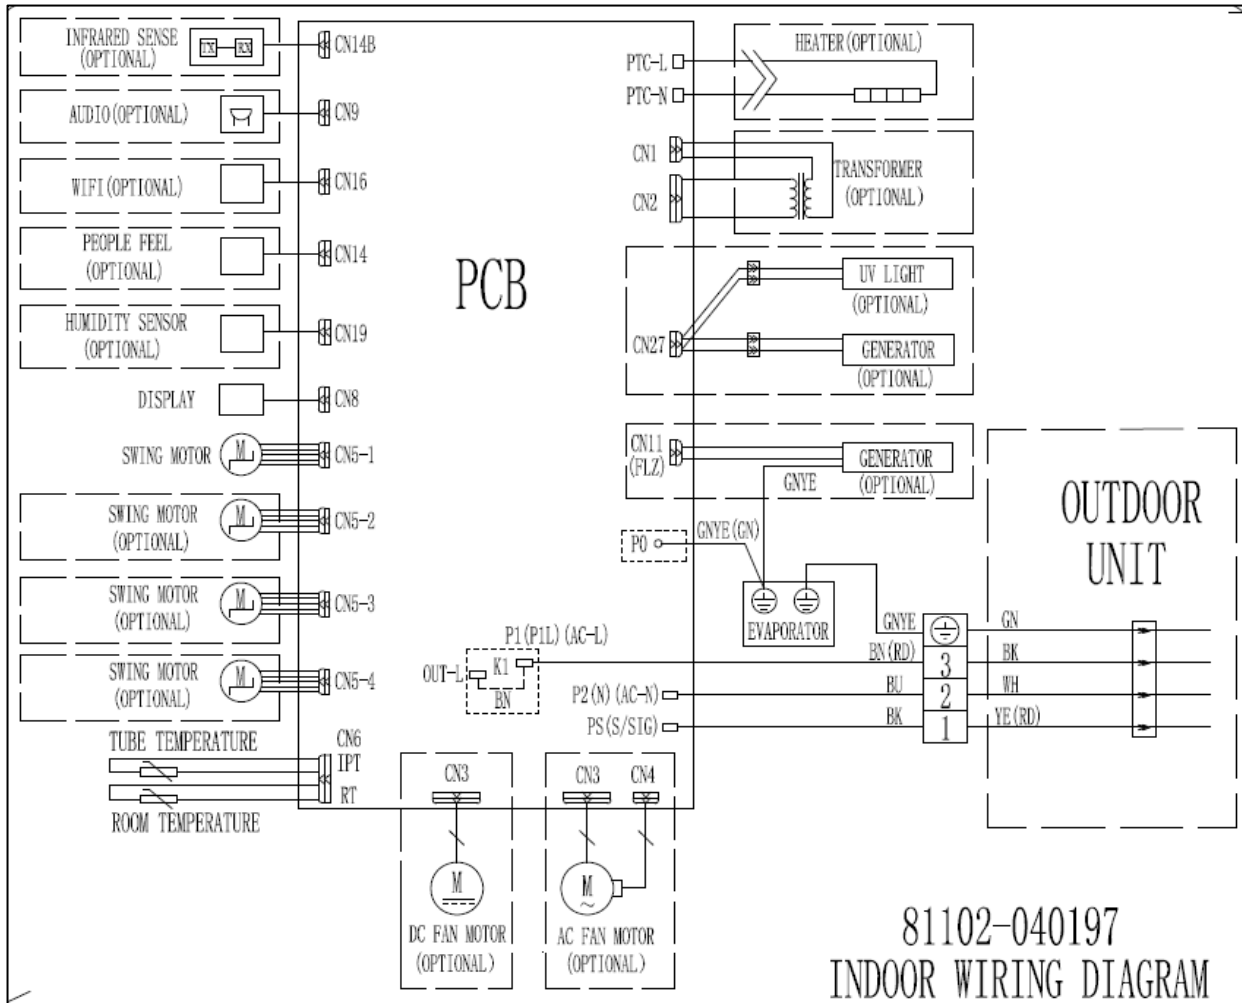 INFRARED SENSE
(OPTIONAL)
TX
RX
CN14B
AUDIO(OPTIONAL)
CN9
WIFI(OPTIONAL)
CN16
PEOPLE FEEL
(OPTIONAL)
CN14
HUMIDITY SENSOR
(OPTIONAL)
CN19
DISPLAY
CN8
SWING MOTOR
M
CN5-1
SWING MOTOR
(OPTIONAL)
M
CN5-2
SWING MOTOR
(OPTIONAL)
M
CN5-3
SWING MOTOR
(OPTIONAL)
M
CN5-4
TUBE TEMPERATURE
CN6
IPT
RT
ROOM TEMPERATURE
PCB
PTC-L
PTC-N
HEATER(OPTIONAL)
CN1
CN2
TRANSFORMER
(OPTIONAL)
CN27
UV LIGHT
(OPTIONAL)
GENERATOR
(OPTIONAL)
CN11
(FLZ)
GENERATOR
(OPTIONAL)
GNYE
P0
GNYE(GN)
EVAPORATOR
P1(P1L)(AC-L)
OUT-L
K1
BN
P2(N)(AC-N)
PS(S/SIG)
GNYE
BN(RD)
BU
BK
3
2
1
GN
BK
WH
YE(RD)
OUTDOOR
UNIT
CN3
M
DC FAN MOTOR
(OPTIONAL)
CN3
CN4
M
~
AC FAN MOTOR
(OPTIONAL)
81102-040197
INDOOR WIRING DIAGRAM